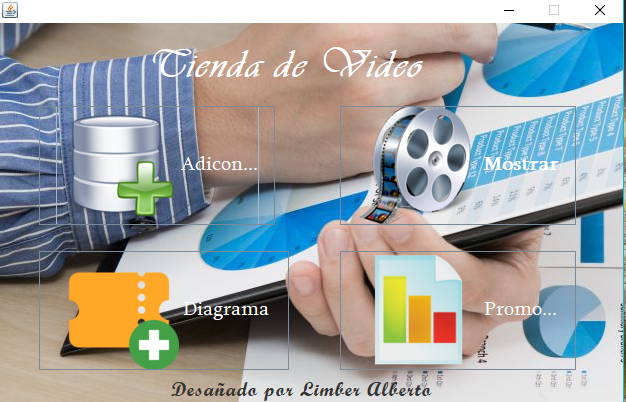 Tienda de Video
Adicon...
Mostrar
Diagrama
Promo...
Desañado por Limber Alberto